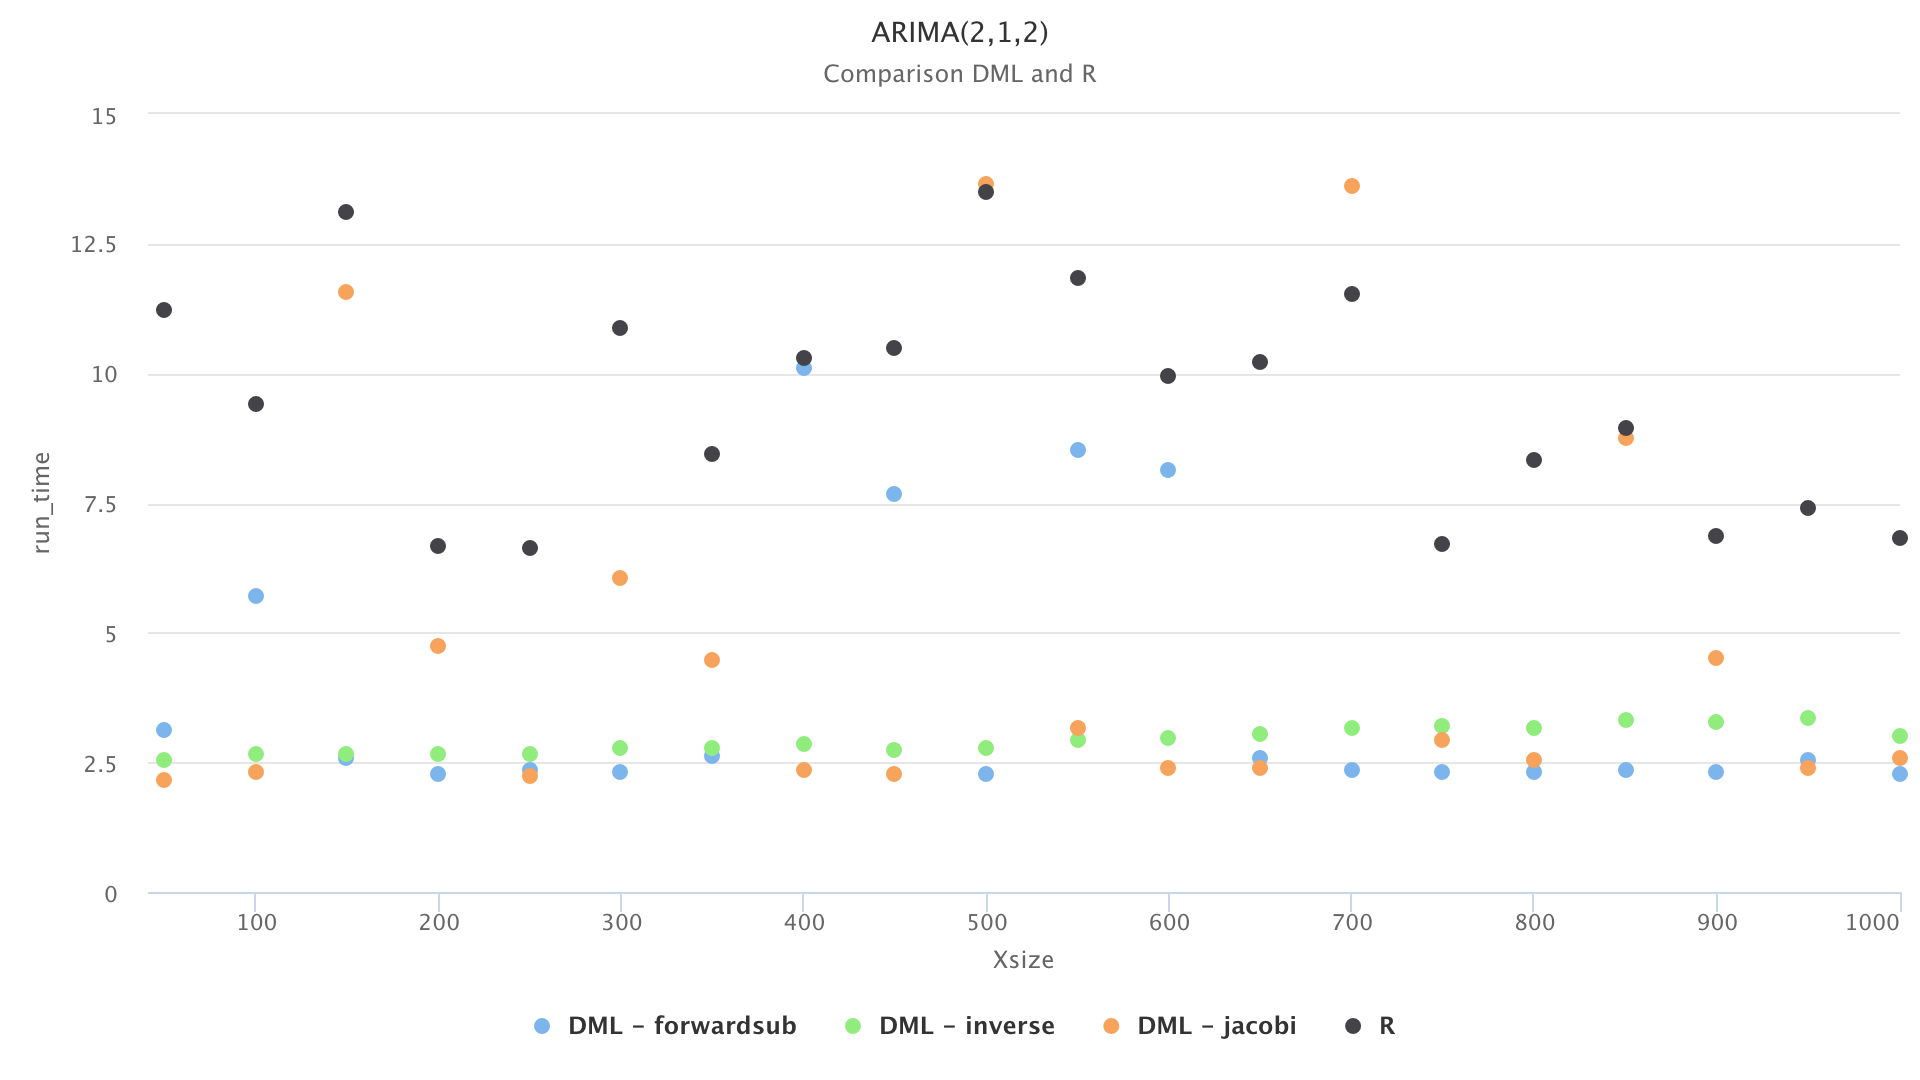 ARIMA(2,1,2)
Comparison DML and R
15
12.5
10
7.5
5
2.5
0
run_time
100 200 300 400 500 600 700 800 900 1000
Xsize
DML - forwardsub DML - inverse DML - jacobi R